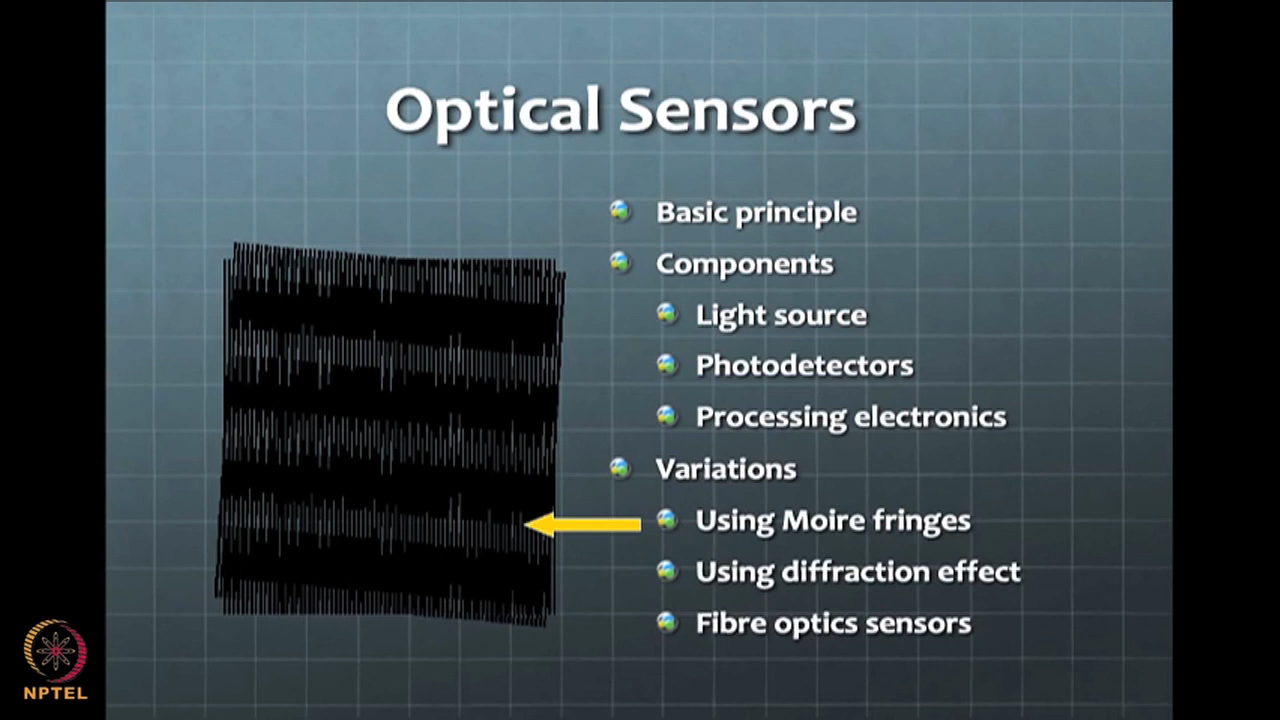 Optical Sensors
Basic principle
Components
Light source
Photodetectors
Processing electronics
Variations
Using Moire fringes
Using diffraction effect
Fibre optics sensors
NPTEL